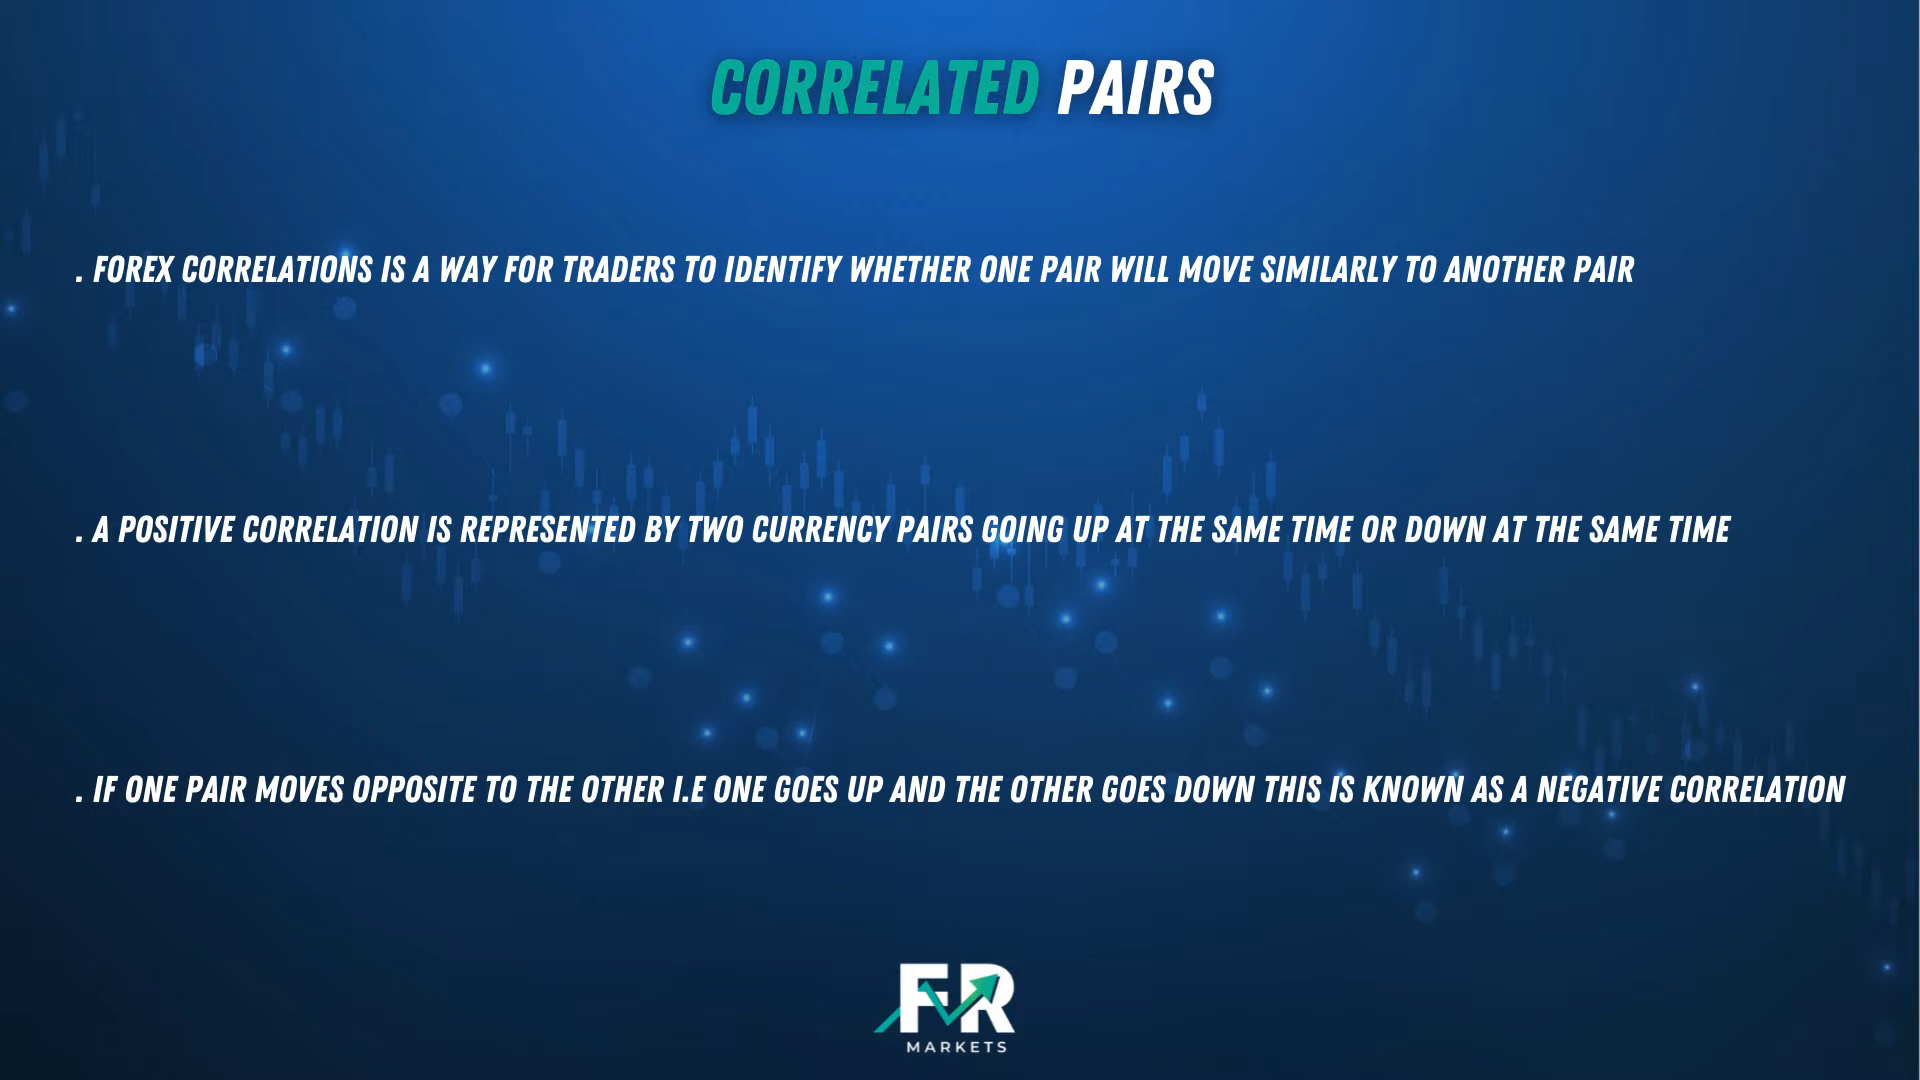 CORRELATED PAIRS
. FOREX CORRELATIONS IS A WAY FOR TRADERS TO IDENTIFY WHETHER ONE PAIR WILL MOVE SIMILARLY TO ANOTHER PAIR
. A POSITIVE CORRELATION IS REPRESENTED BY TWO CURRENCY PAIRS GOING UP AT THE SAME TIME OR DOWN AT THE SAME TIME
. IF ONE PAIR MOVES OPPOSITE TO THE OTHER I.E ONE GOES UP AND THE OTHER GOES DOWN THIS IS KNOWN AS A NEGATIVE CORRELATION
FR
MARKETS